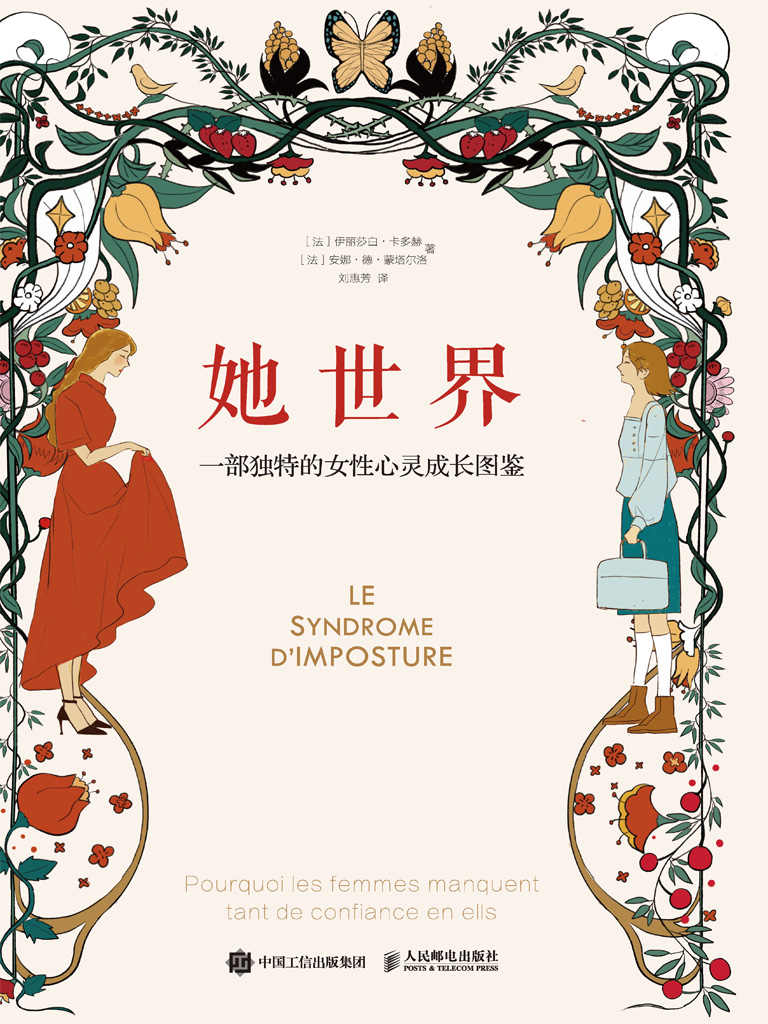 [法] 伊丽莎白·卡多赫
[法] 安娜·德·蒙塔尔洛
著
刘惠芳 译
她世界
一部独特的女性心灵成长图鉴
LE
SYNDROME
D'IMPOSTURE
Pourquoi les femmes manquent
tant de confiance en ells
中国工信出版集团
人民邮电出版社
POSTS & TELECOM PRESS